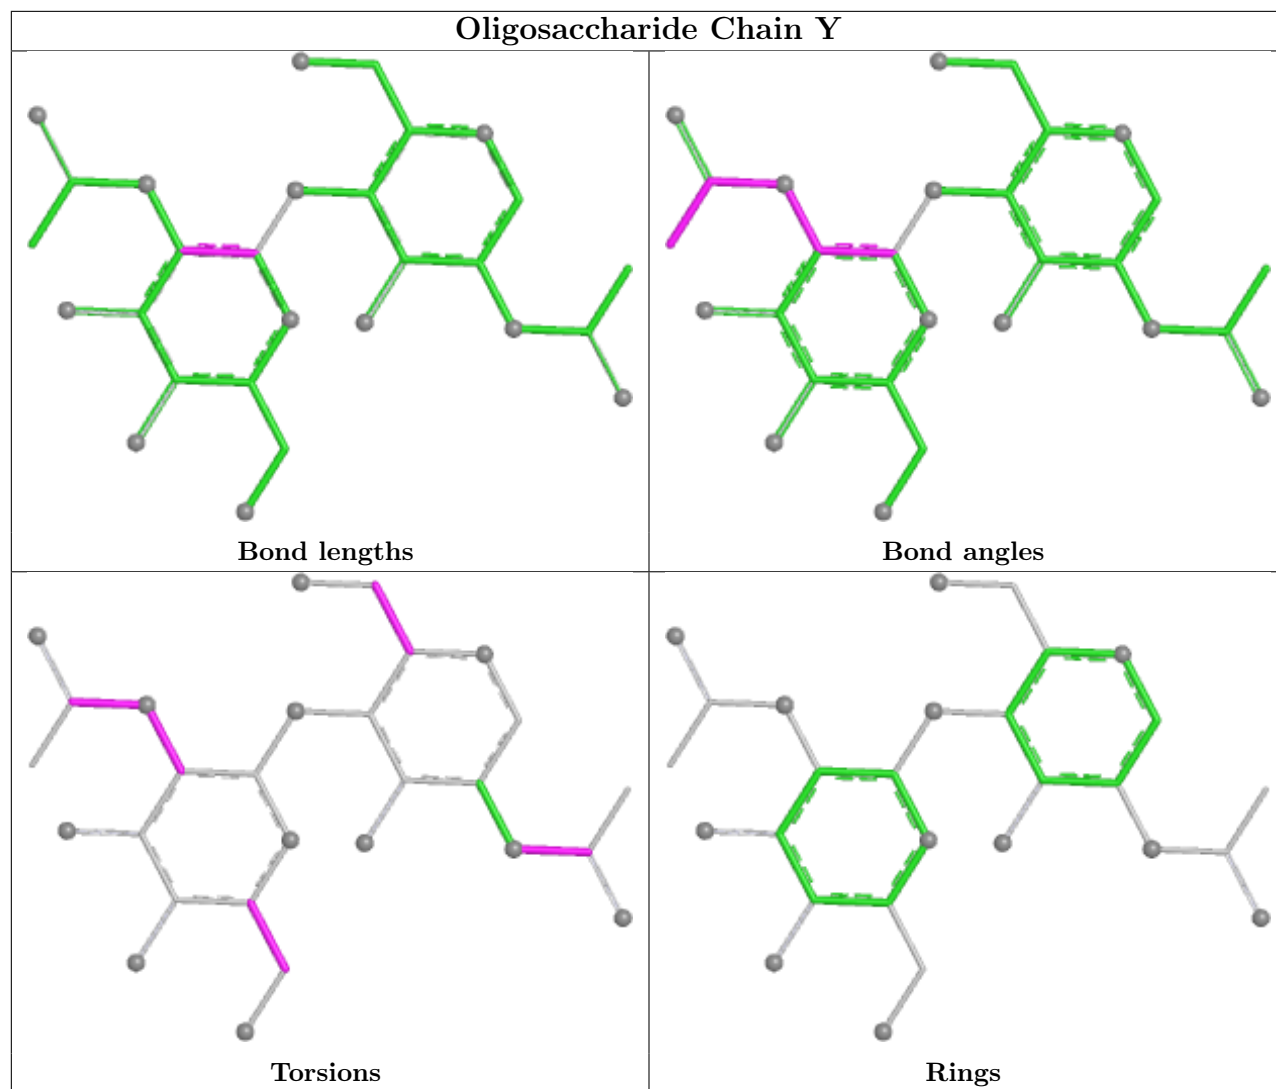 Oligosaccharide Chain Y
Bond lengths
Bond angles
Torsions
Rings